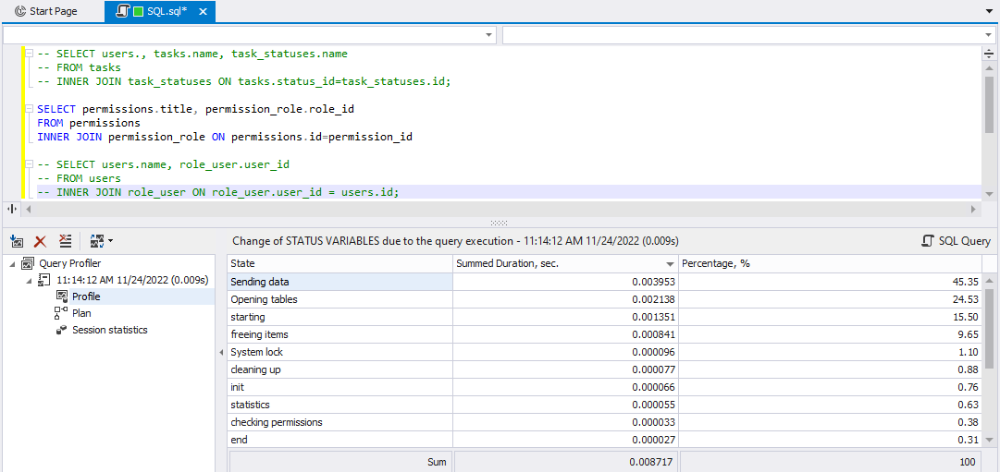 Start Page
SQL.sql*
-- SELECT users., tasks.name, task_statuses.name
-- FROM tasks
-- INNER JOIN task_statuses ON tasks.status_id=task_statuses.id;
SELECT permissions.title, permission_role.role_id
FROM permissions
INNER JOIN permission_role ON permissions.id=permission_id
-- SELECT users.name, role_user.user_id
-- FROM users
-- INNER JOIN role_user ON role_user.user_id = users.id;
Query Profiler
11:14:12 AM 11/24/2022 (0.009s)
Profile
Plan
Session statistics
Change of STATUS VARIABLES due to the query execution - 11:14:12 AM 11/24/2022 (0.009s)
SQL Query
State Summed Duration, sec. Percentage, %
Sending data 0.003953 45.35
Opening tables 0.002138 24.53
starting 0.001351 15.50
freeing items 0.000841 9.65
System lock 0.000096 1.10
cleaning up 0.000077 0.88
init 0.000066 0.76
statistics 0.000055 0.63
checking permissions 0.000033 0.38
end 0.000027 0.31
Sum 0.008717 100